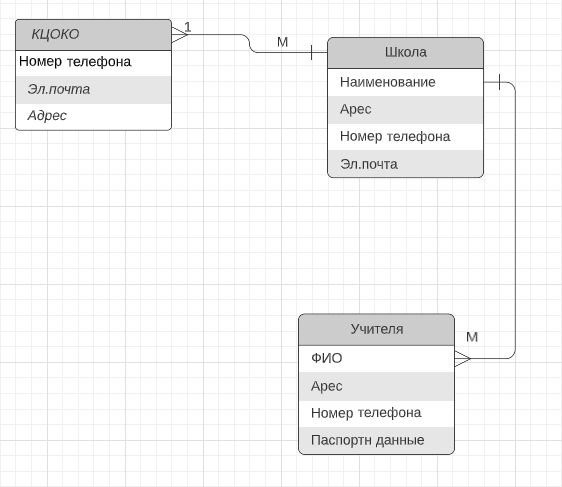 КЦОКО
Номер телефона
Эл.почта
Адрес
1
М
Школа
Наименование
Арес
Номер телефона
Эл.почта
Учителя
ФИО
Арес
Номер телефона
Паспортн данные
М